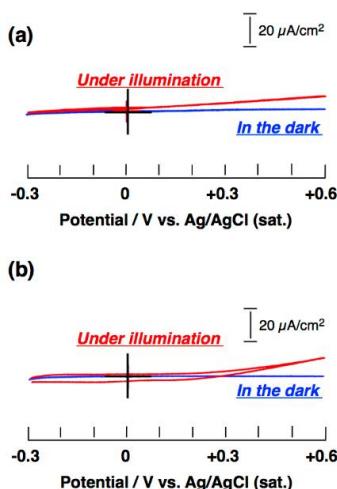 (a)
20 µA/cm²
Under illumination
In the dark
-0.3 0 +0.3 +0.6
Potential / V vs. Ag/AgCl (sat.)
(b)
20 µA/cm²
Under illumination
In the dark
-0.3 0 +0.3 +0.6
Potential / V vs. Ag/AgCl (sat.)